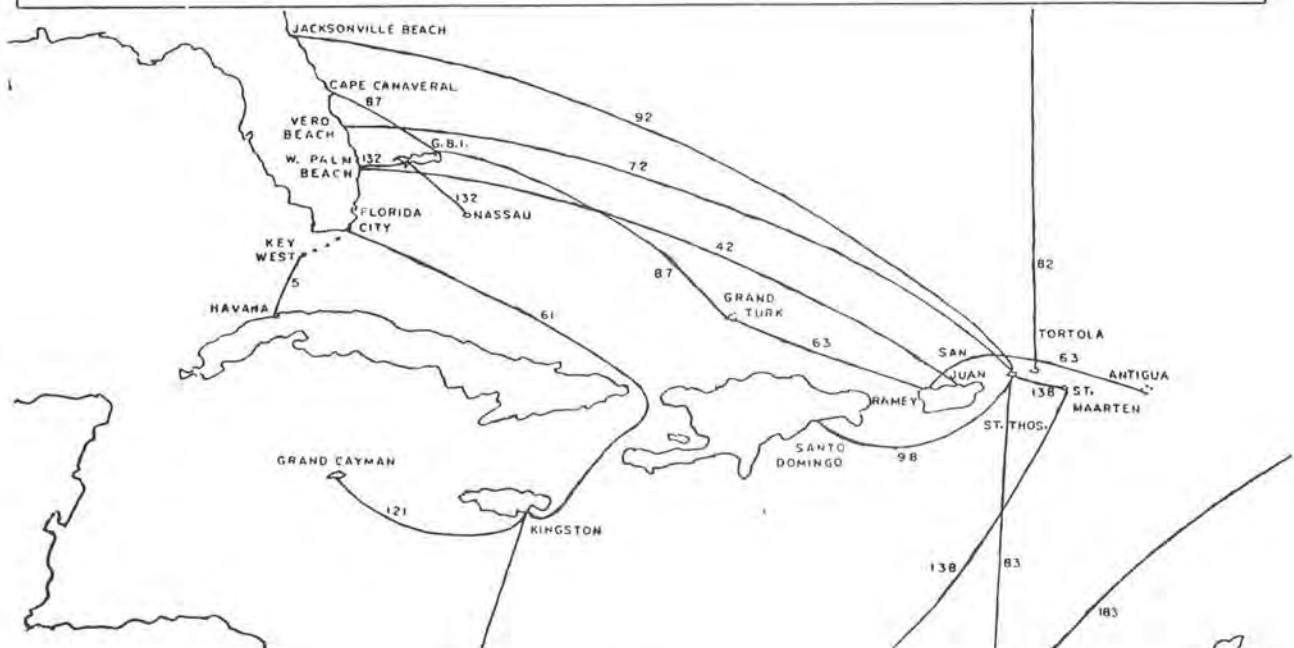 JACKSONVILLE BEACH
CAPE CANAVERAL
87
VERO
BEACH
92
G.B.I.
W. PALM
BEACH
132
72
132
NASSAU
FLORIDA
CITY
KEY
WEST
42
87
82
5
HAVANA
61
GRAND
TURK
63
TORTOLA
SAN
JUAN
63
ANTIGUA
RAMEY
138
ST.
MAARTEN
ST. THOS.
SANTO
DOMINGO
98
GRAND CAYMAN
121
KINGSTON
138
83
183